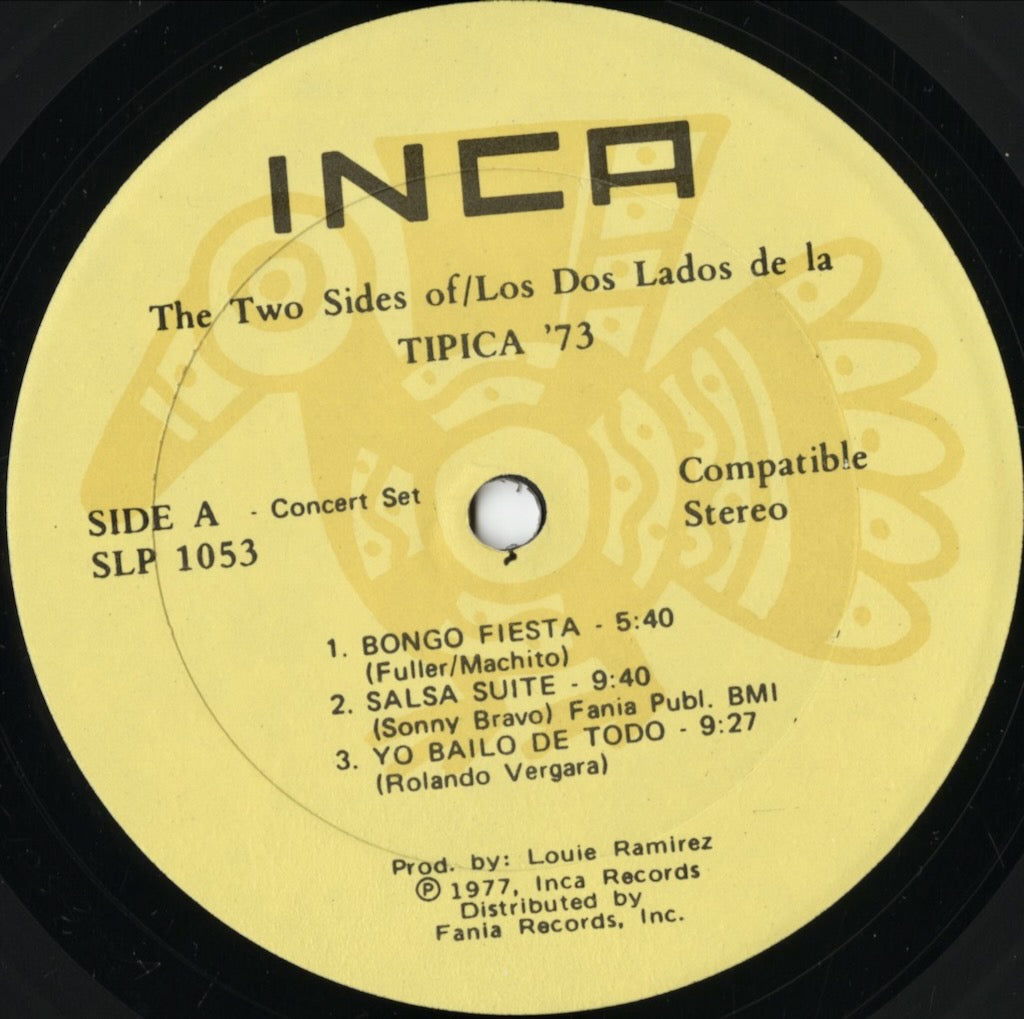 INCA
The Two Sides of/Los Dos Lados de la
TIPICA '73
SIDE A - Concert Set
SLP 1053
Compatible
Stereo
1. BONGO FIESTA - 5:40
(Fuller/Machito)
2. SALSA SUITE - 9:40
(Sonny Bravo) Fania Publ. BMI
3. YO BAILO DE TODO - 9:27
(Rolando Vergara)
Prod. by: Louie Ramirez
℗ 1977, Inca Records
Distributed by
Fania Records, Inc.